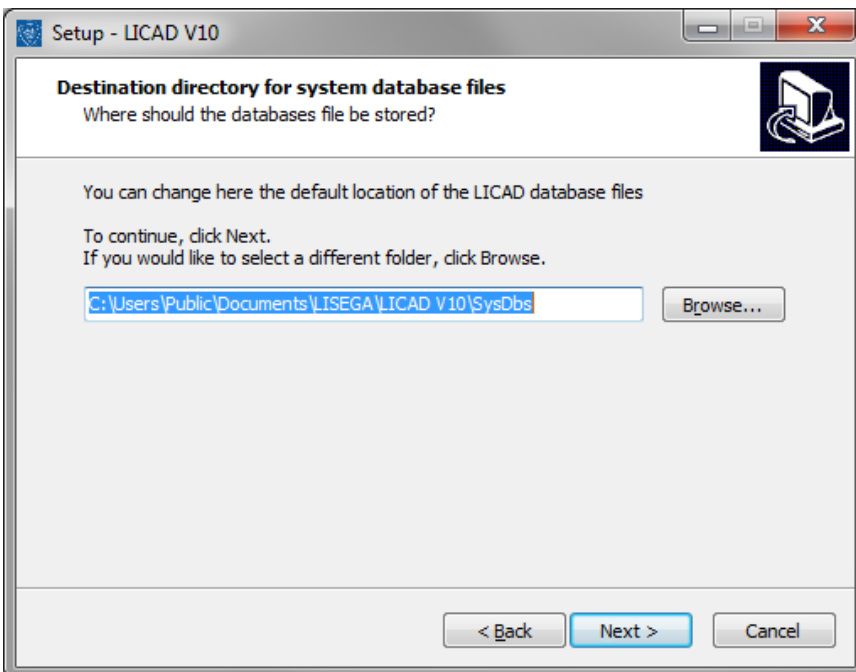 Setup - LICAD V10
Destination directory for system database files
Where should the databases file be stored?
You can change here the default location of the LICAD database files
To continue, click Next.
If you would like to select a different folder, click Browse.
C:\Users\Public\Documents\LISEGA\LICAD V10\SysDbs
Browse...
< Back
Next >
Cancel